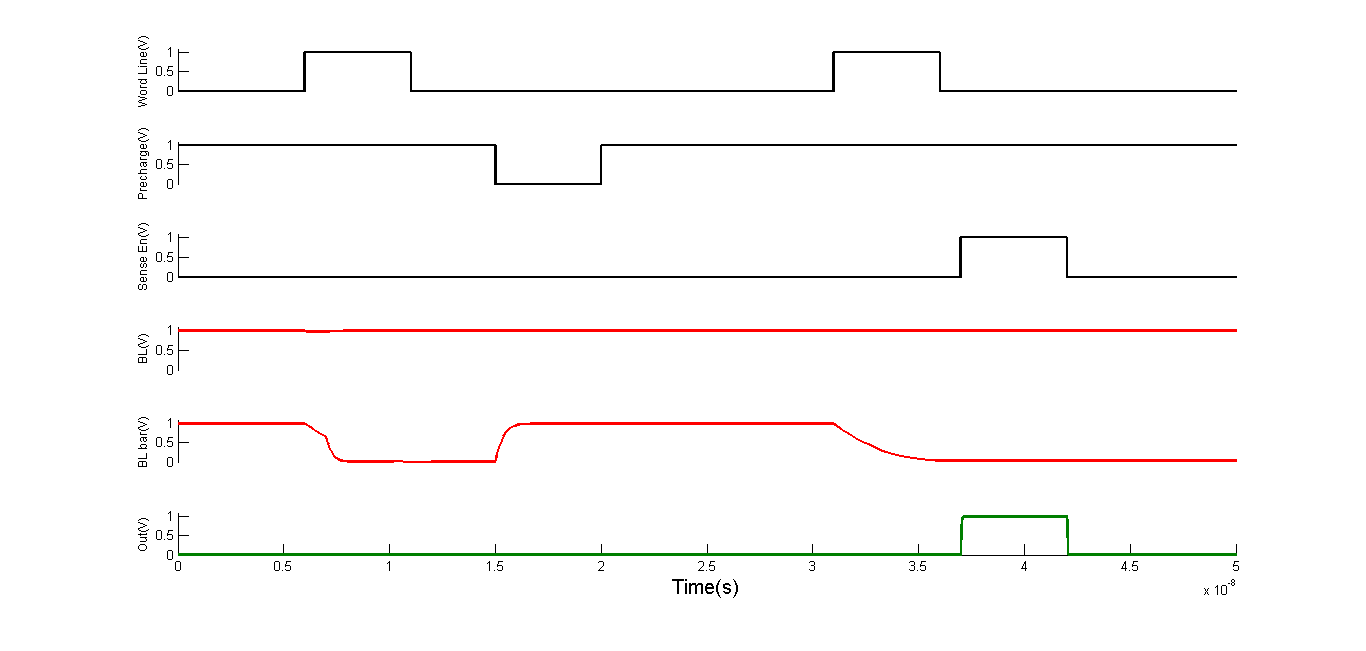 Word Line(V)
1
0.5
0
Precharge(V)
1
0.5
0
Sense En(V)
1
0.5
0
BL(V)
1
0.5
0
BL bar(V)
1
0.5
0
Out(V)
1
0.5
0
0 0.5 1 1.5 2 2.5 3 3.5 4 4.5 5
Time(s)
x 10^-8